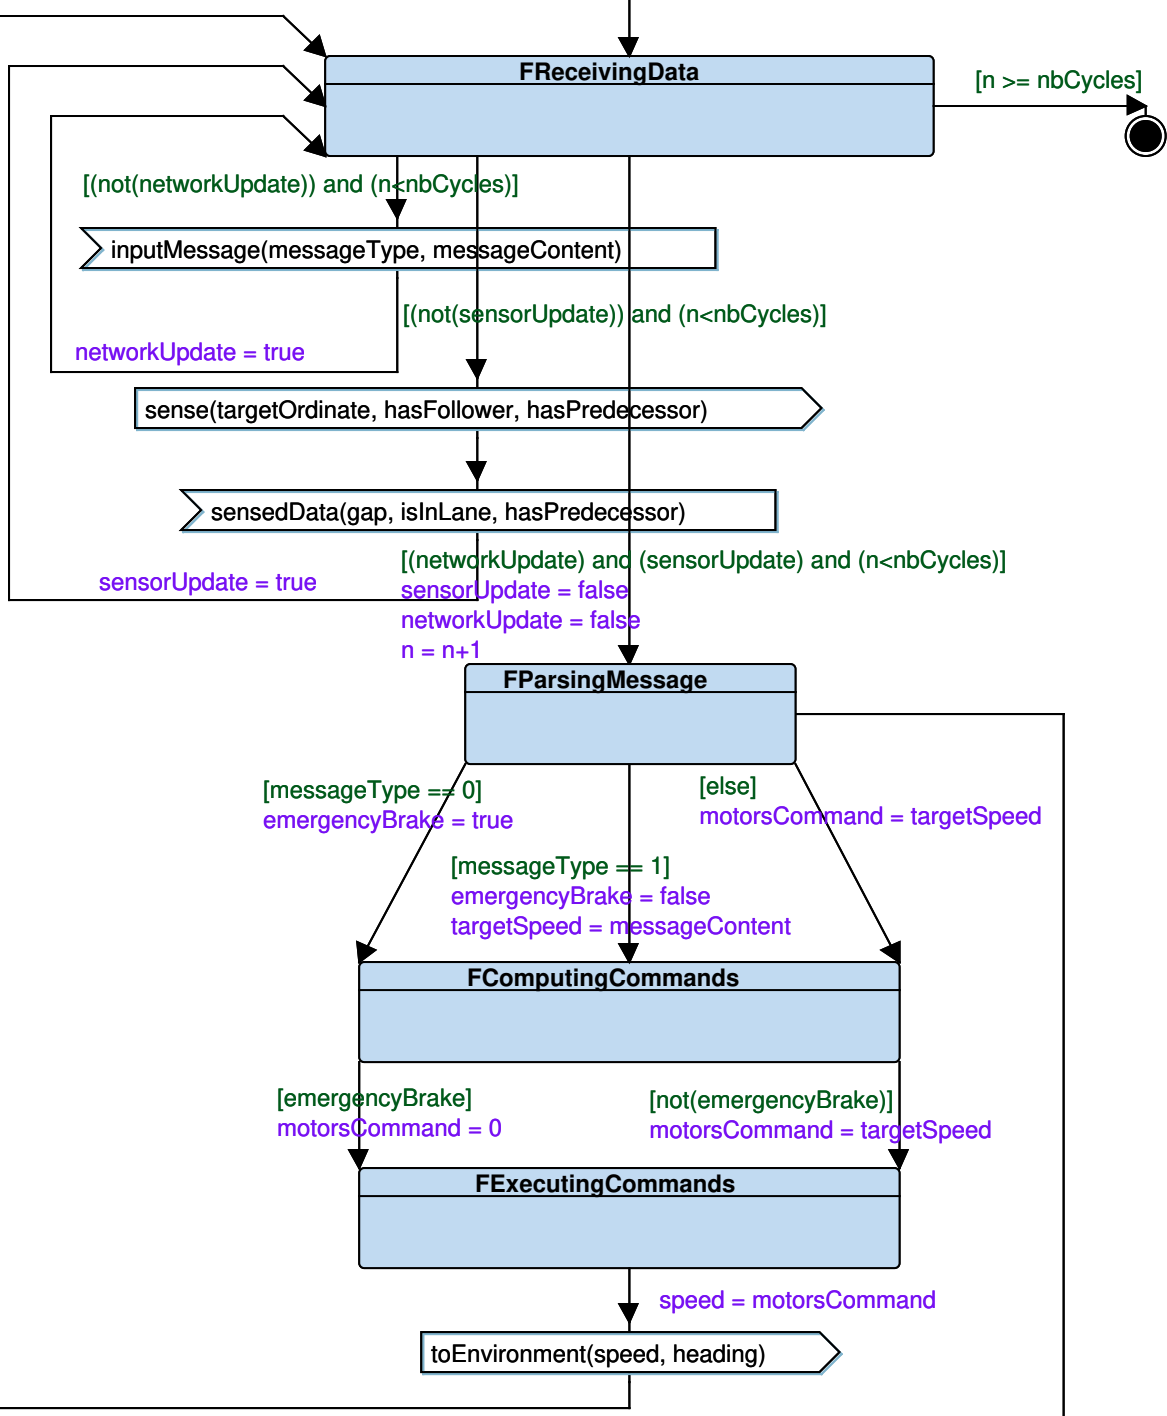 FReceivingData
[n >= nbCycles]
[(not(networkUpdate)) and (n<nbCycles)]
inputMessage(messageType, messageContent)
[(not(sensorUpdate)) and (n<nbCycles)]
networkUpdate = true
sense(targetOrdinate, hasFollower, hasPredecessor)
sensedData(gap, isInLane, hasPredecessor)
[(networkUpdate) and (sensorUpdate) and (n<nbCycles)]
sensorUpdate = true
sensorUpdate = false
networkUpdate = false
n = n+1
FParsingMessage
[messageType == 0]
emergencyBrake = true
[else]
motorsCommand = targetSpeed
[messageType == 1]
emergencyBrake = false
targetSpeed = messageContent
FComputingCommands
[emergencyBrake]
motorsCommand = 0
[not(emergencyBrake)]
motorsCommand = targetSpeed
FExecutingCommands
speed = motorsCommand
toEnvironment(speed, heading)